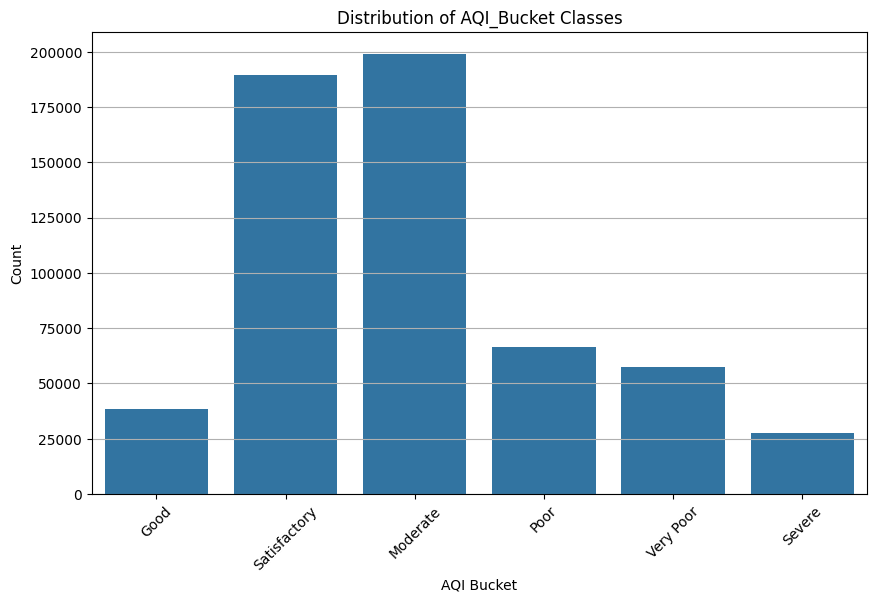 Distribution of AQI_Bucket Classes
200000
175000
150000
125000
100000
75000
50000
25000
0
Count
Good
Satisfactory
Moderate
Poor
Very Poor
Severe
AQI Bucket